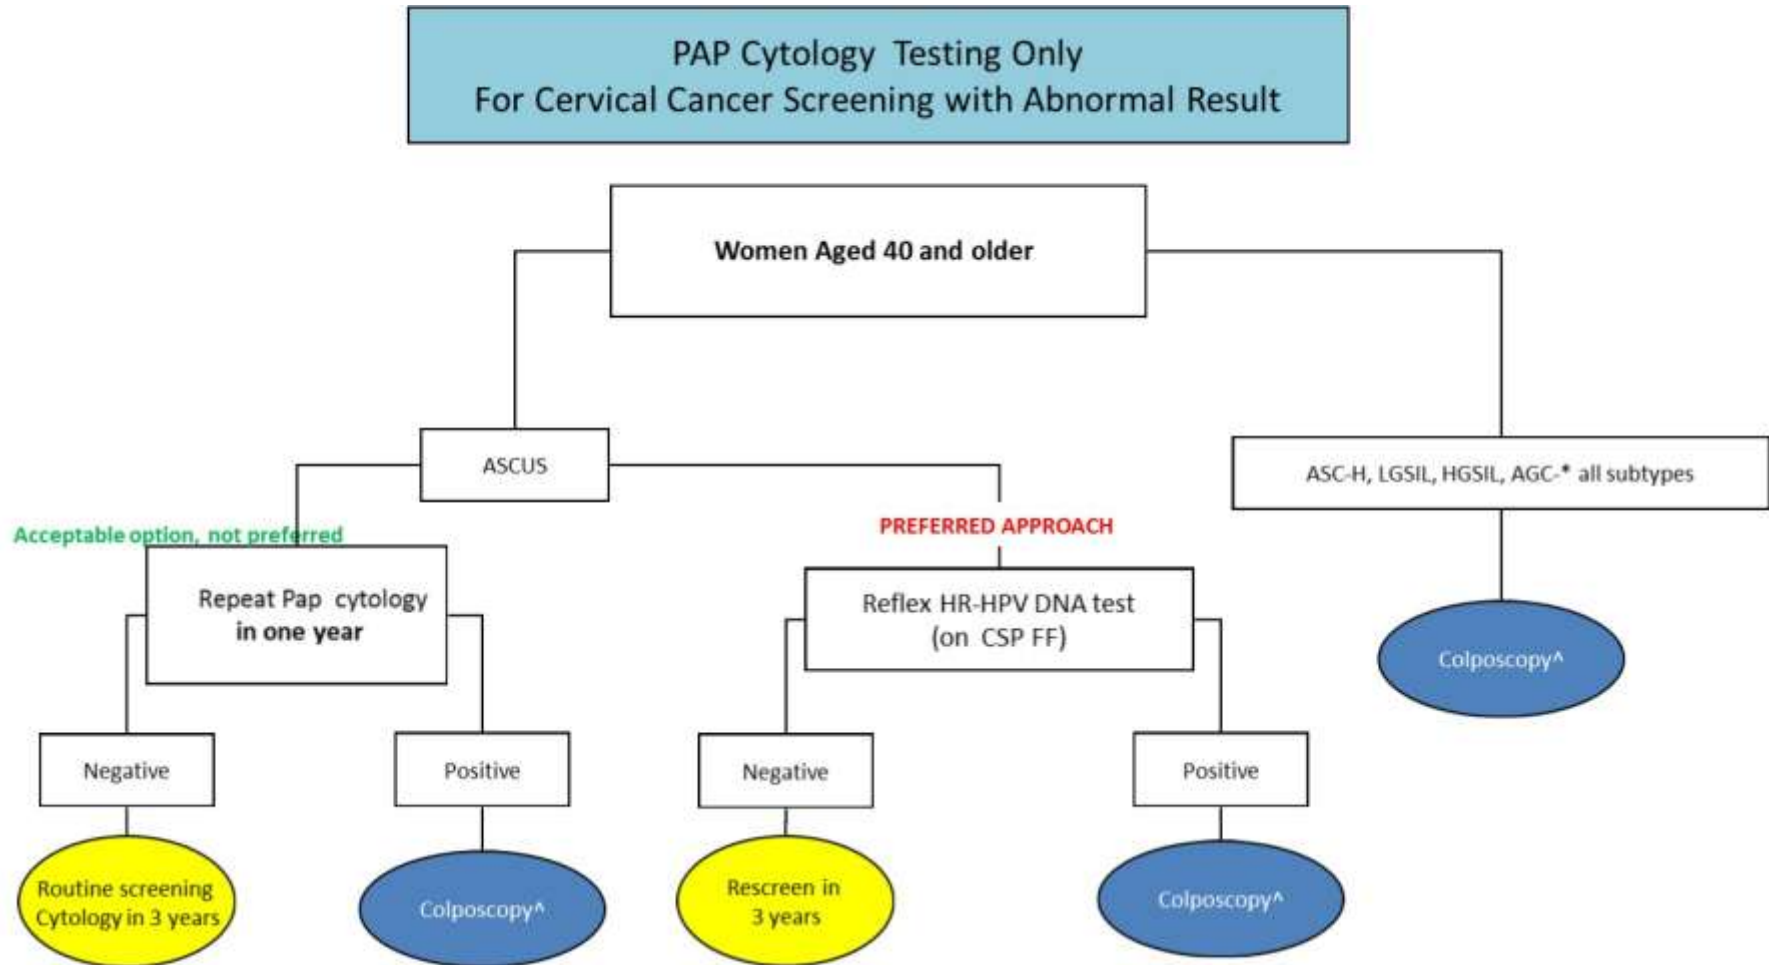 PAP Cytology Testing Only
For Cervical Cancer Screening with Abnormal Result
Women Aged 40 and older
ASCUS
ASC-H, LGSIL, HGSIL, AGC-* all subtypes
Acceptable option, not preferred
PREFERRED APPROACH
Repeat Pap cytology
in one year
Reflex HR-HPV DNA test
(on CSP FF)
Colposcopy^
Negative
Positive
Negative
Positive
Routine screening
Cytology in 3 years
Colposcopy^
Rescreen in
3 years
Colposcopy^